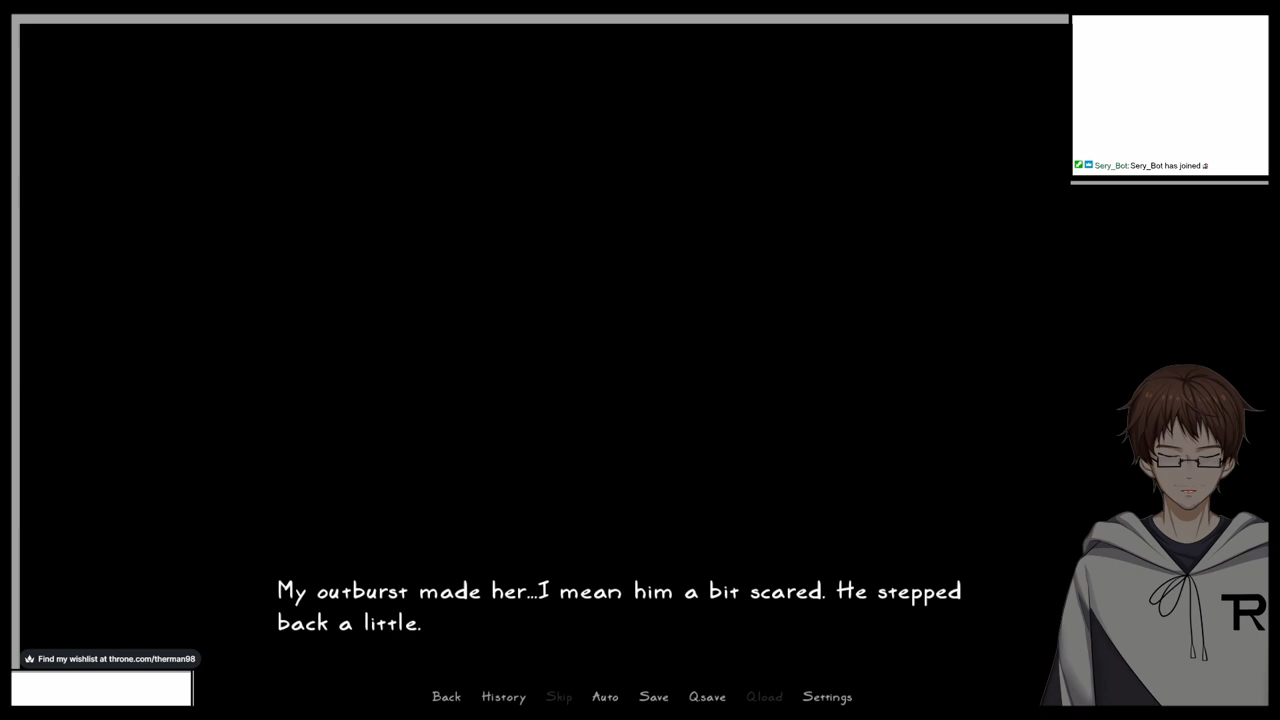 Sery_Bot: Sery_Bot has joined
My outburst made her...I mean him a bit scared. He stepped
back a little.
TR
Find my wishlist at throne.com/therman98
Back History Skip Auto Save Qsave Qload Settings